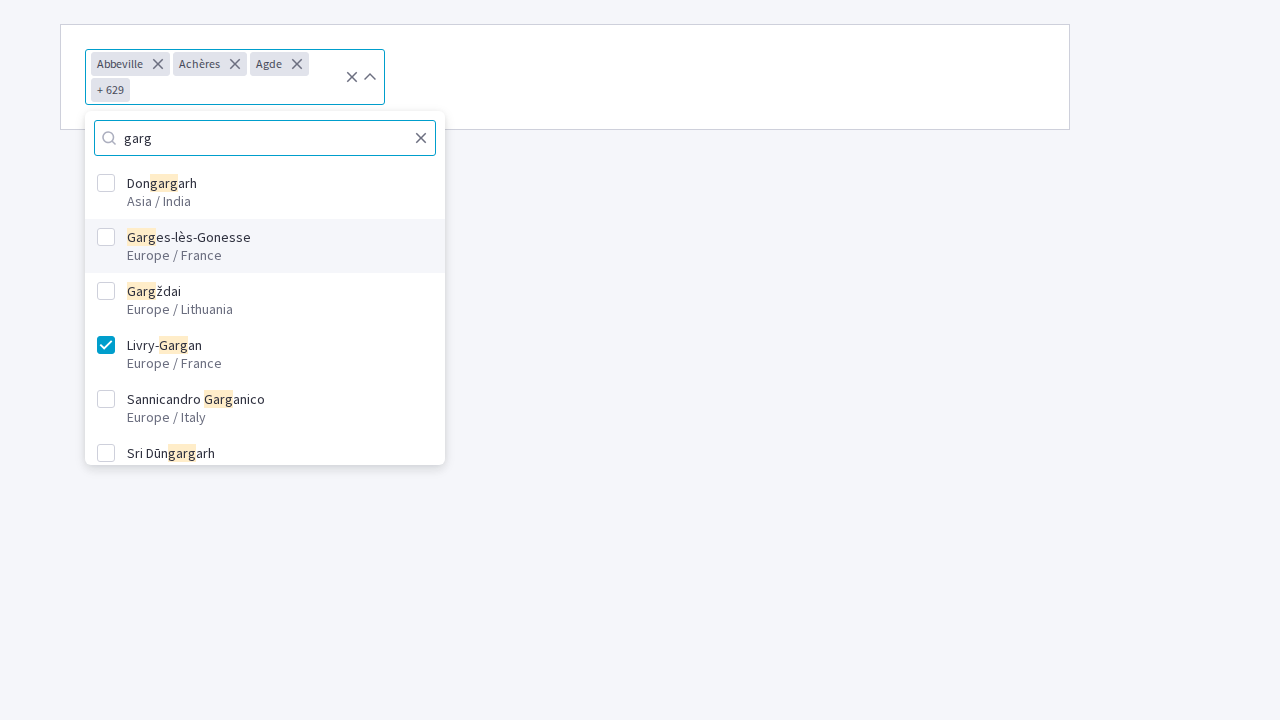 Abbeville Achères Agde
+ 629
garg
Dongargarh
Asia / India
Garges-lès-Gonesse
Europe / France
Gargždai
Europe / Lithuania
Livry-Gargan
Europe / France
Sannicandro Garganico
Europe / Italy
Sri Dūngargarh